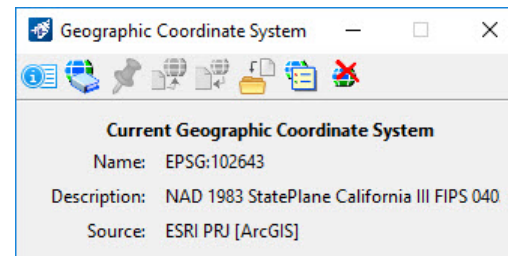 Geographic Coordinate System
Current Geographic Coordinate System
Name: EPSG:102643
Description: NAD 1983 StatePlane California III FIPS 040
Source: ESRI PRJ [ArcGIS]